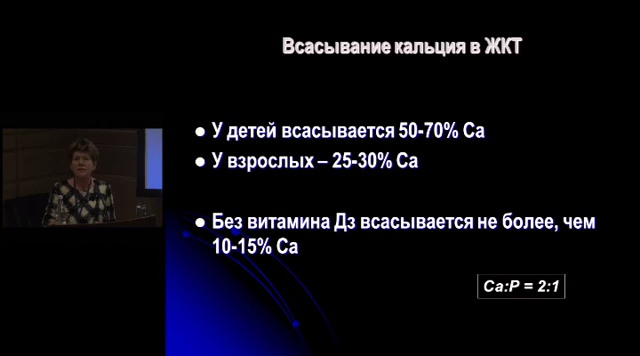 Всасывание кальция в ЖКТ
● У детей всасывается 50-70% Са
● У взрослых – 25-30% Са
● Без витамина Дз всасывается не более, чем
10-15% Са
Са:Р = 2:1